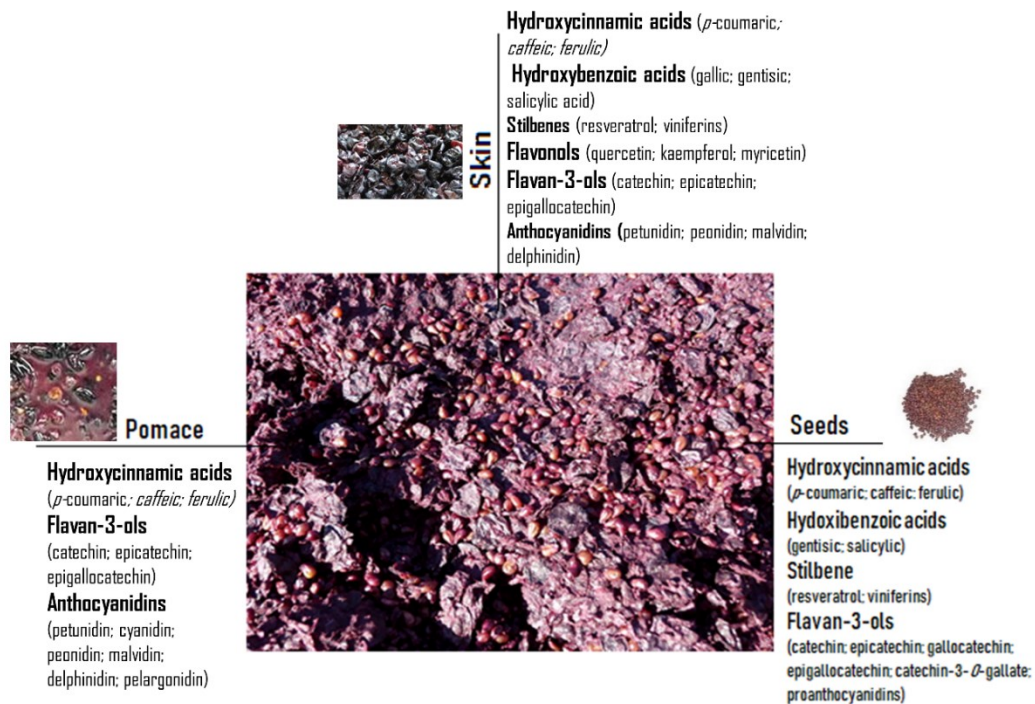 Hydroxycinnamic acids (p-coumaric;
caffeic; ferulic)
Hydroxybenzoic acids (gallic; gentisic;
salicylic acid)
Stilbenes (resveratrol; viniferins)
Flavonols (quercetin; kaempferol; myricetin)
Flavan-3-ols (catechin; epicatechin;
epigallocatechin)
Anthocyanidins (petunidin; peonidin; malvidin;
delphinidin)
Skin
Pomace
Hydroxycinnamic acids
(p-coumaric; caffeic; ferulic)
Flavan-3-ols
(catechin; epicatechin;
epigallocatechin)
Anthocyanidins
(petunidin; cyanidin;
peonidin; malvidin;
delphinidin; pelargonidin)
Seeds
Hydroxycinnamic acids
(p-coumaric; caffeic; ferulic)
Hydoxibenzoic acids
(gentisic; salicylic)
Stilbene
(resveratrol; viniferins)
Flavan-3-ols
(catechin; epicatechin; gallocatechin;
epigallocatechin; catechin-3-O-gallate;
proanthocyanidins)